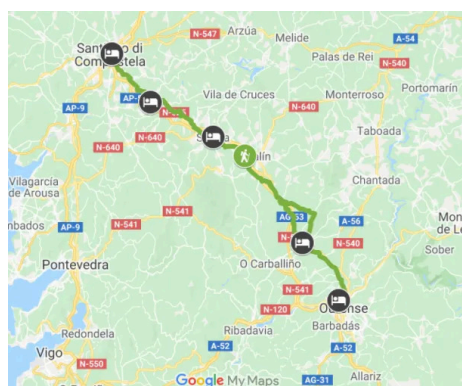 N-547
Arzúa
A-54
Melide
Santiago di
Compostela
Palas de Rei
N-540
Portomarín
AP-9
Vila de Cruces
Monterroso
N-640
N-640
Taboada
N-640
Vilagarcía
de Arousa
Chantada
N-541
N-541
AG-53
A-56
AP-9
N-540
Sober
Pontevedra
O Carballiño
N-541
N-120
Ourense
Redondela
Ribadavia
Barbadás
Vigo
A-52
A-52
N-550
Allariz
Google My Maps
AG-31